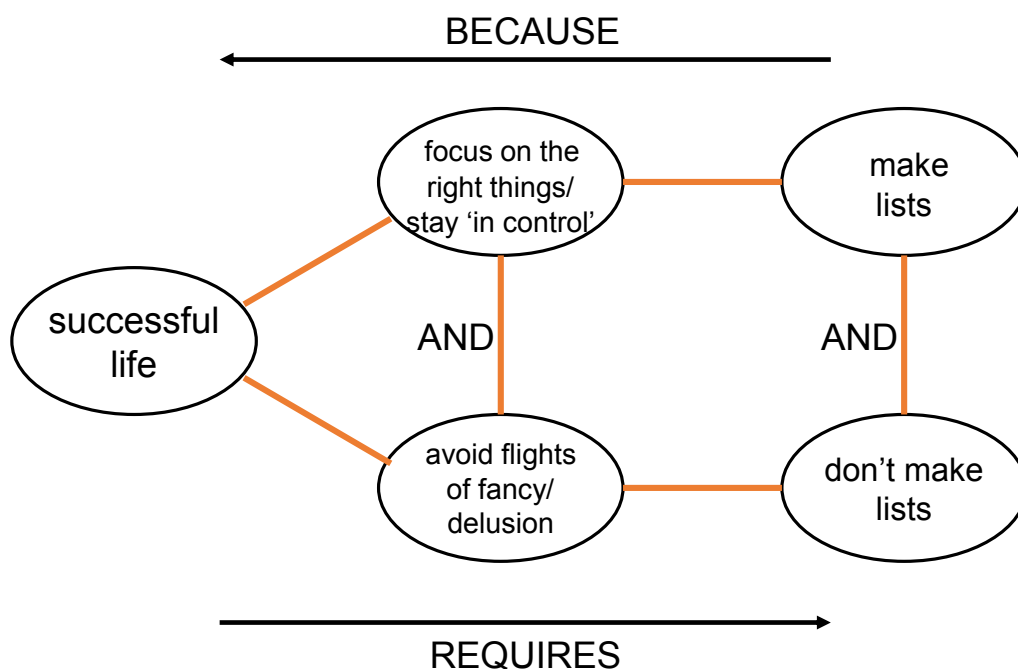 BECAUSE
focus on the
right things/
stay ‘in control’
make
lists
successful
life
AND
AND
avoid flights
of fancy/
delusion
don’t make
lists
REQUIRES